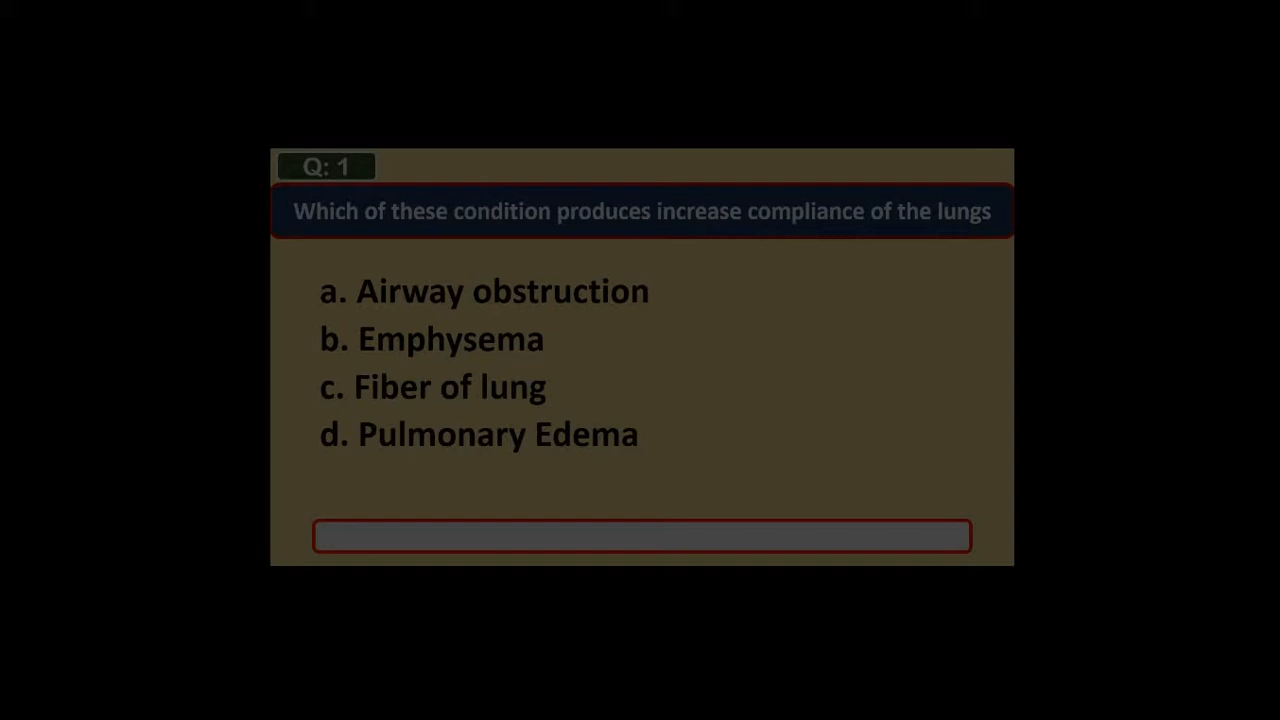 Q: 1
Which of these condition produces increase compliance of the lungs
a. Airway obstruction
b. Emphysema
c. Fiber of lung
d. Pulmonary Edema